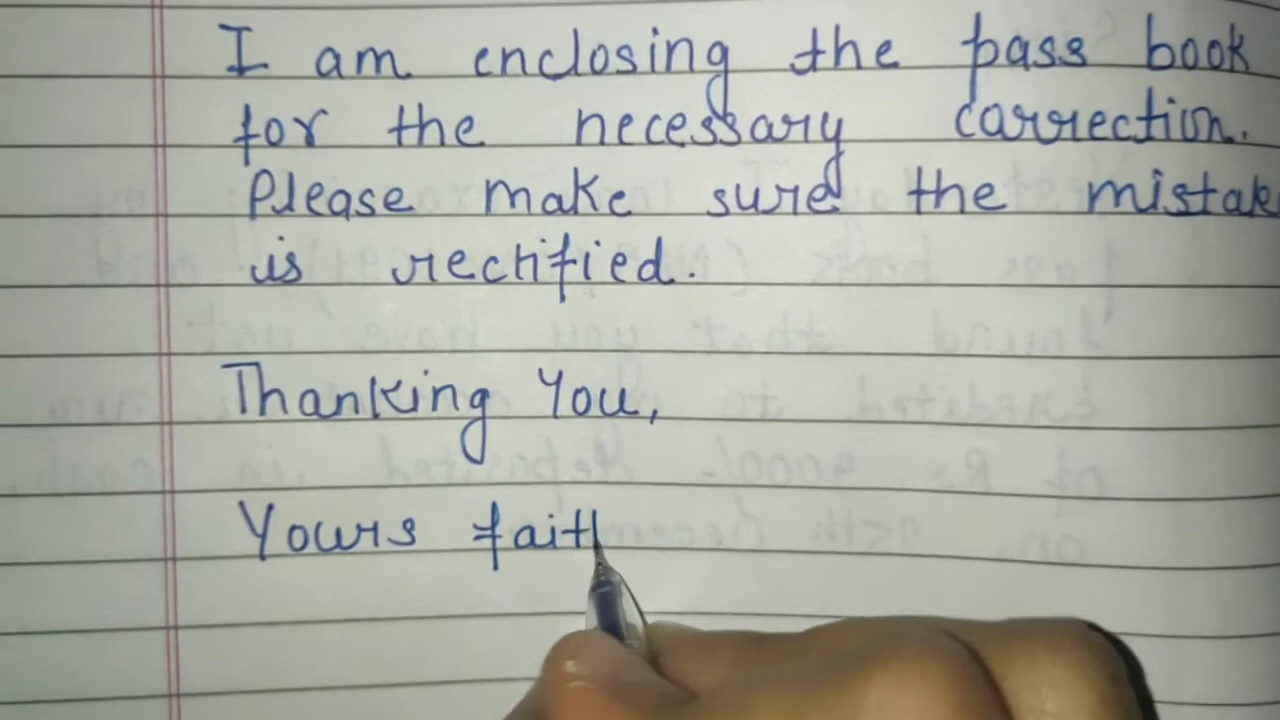 I am enclosing the pass book
for the necessary carrection.
Please make sure the mistak
is rectified.
Thanking You,
Yours fait